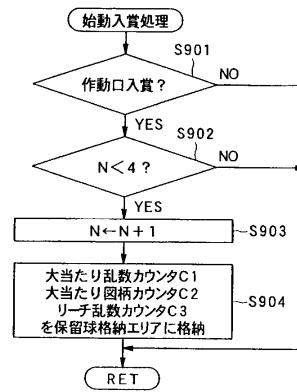 始動入賞処理
S901
作動口入賞?
NO
YES
S902
N<4?
NO
YES
N←N+1
S903
大当たり乱数カウンタC1
大当たり図柄カウンタC2
リーチ乱数カウンタC3
を保留球格納エリアに格納
S904
RET